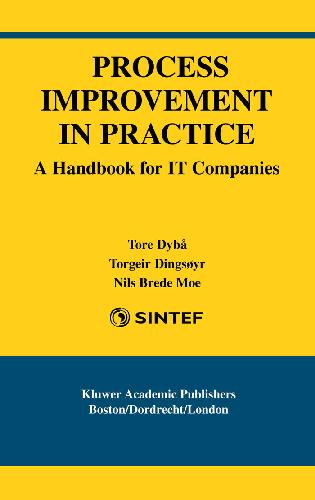 PROCESS
IMPROVEMENT
IN PRACTICE
A Handbook for IT Companies
Tore Dybå
Torgeir Dingsøyr
Nils Brede Moe
SINTEF
Kluwer Academic Publishers
Boston/Dordrecht/London